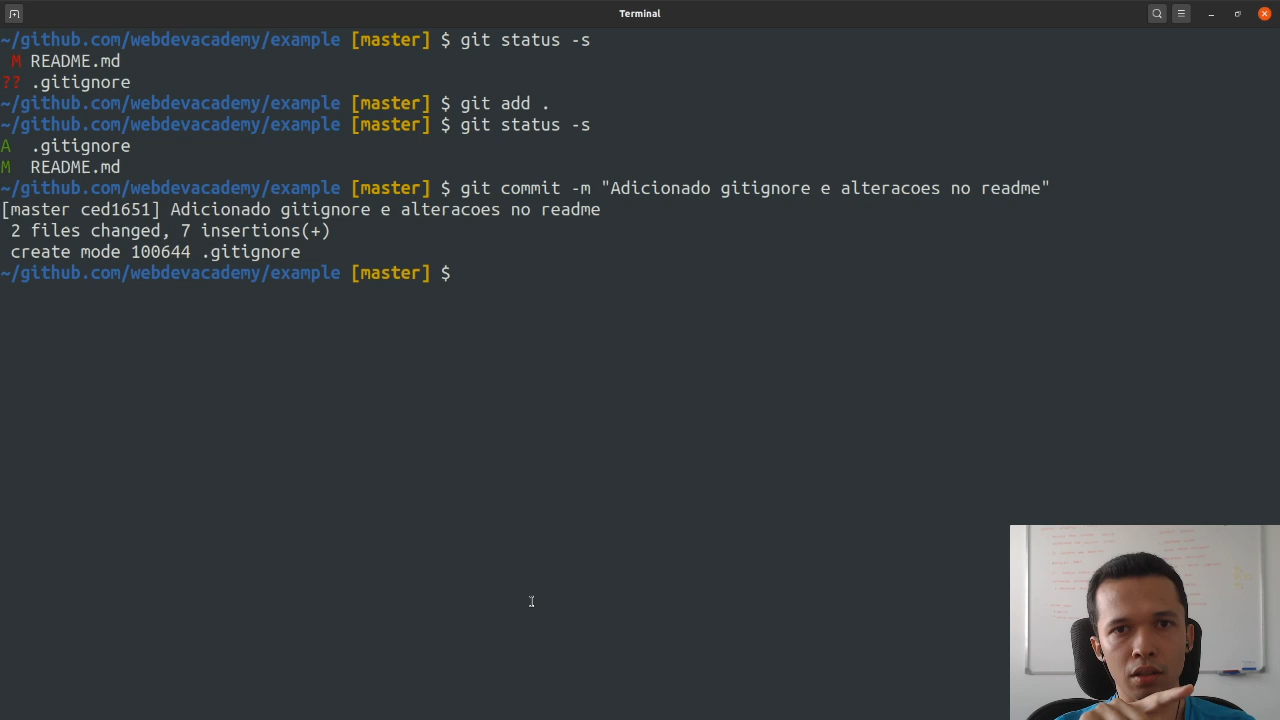 Terminal
~/github.com/webdevacademy/example [master] $ git status -s
 M README.md
?? .gitignore
~/github.com/webdevacademy/example [master] $ git add .
~/github.com/webdevacademy/example [master] $ git status -s
A  .gitignore
M  README.md
~/github.com/webdevacademy/example [master] $ git commit -m "Adicionado gitignore e alteracoes no readme"
[master ced1651] Adicionado gitignore e alteracoes no readme
 2 files changed, 7 insertions(+)
 create mode 100644 .gitignore
~/github.com/webdevacademy/example [master] $